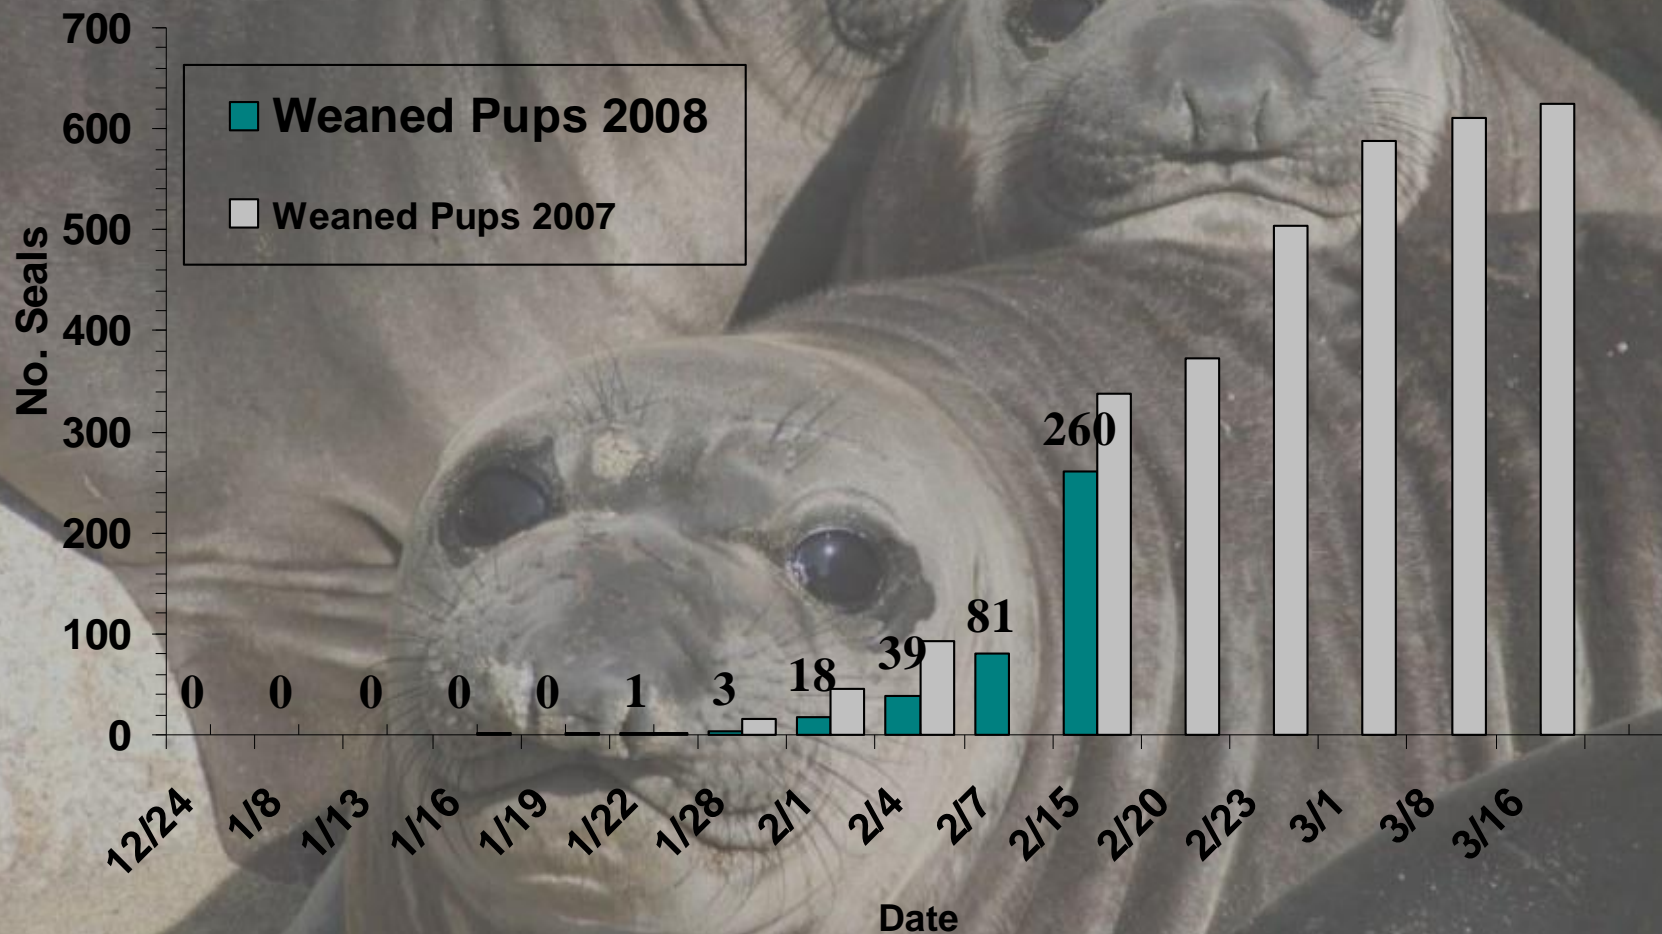 700
600
500
400
300
200
100
0
No. Seals
Weaned Pups 2008
Weaned Pups 2007
0 0 0 0 0 1 3 18 39 81 260
12/24 1/8 1/13 1/16 1/19 1/22 1/28 2/1 2/4 2/7 2/15 2/20 2/23 3/1 3/8 3/16
Date